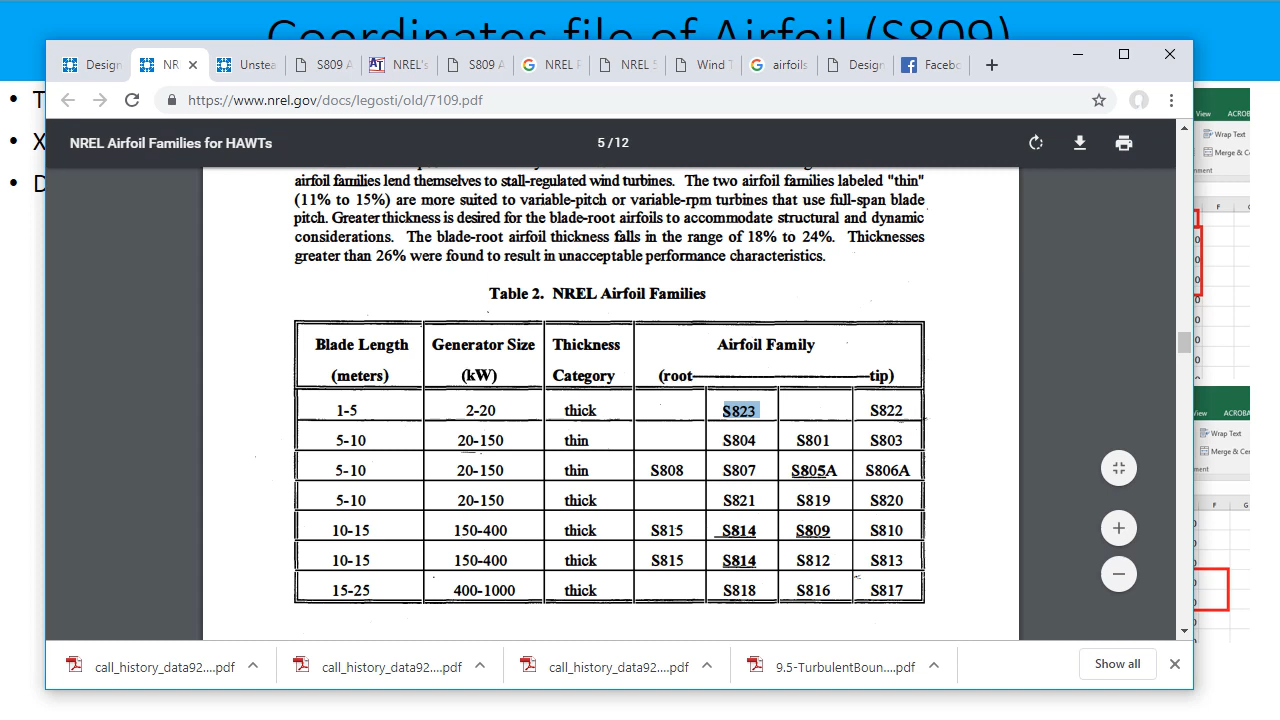 Coordinates file of Airfoil (S809)
Design NR Unstea S809 A NREL's S809 A NREL F NREL S Wind T airfoils Design Facebo
https://www.nrel.gov/docs/legosti/old/7109.pdf
NREL Airfoil Families for HAWTs 5 / 12
airfoil families lend themselves to stall-regulated wind turbines. The two airfoil families labeled "thin"
(11% to 15%) are more suited to variable-pitch or variable-rpm turbines that use full-span blade
pitch. Greater thickness is desired for the blade-root airfoils to accommodate structural and dynamic
considerations. The blade-root airfoil thickness falls in the range of 18% to 24%. Thicknesses
greater than 26% were found to result in unacceptable performance characteristics.
Table 2. NREL Airfoil Families
Blade Length Generator Size Thickness Airfoil Family
(meters) (kW) Category (root tip)
1-5 2-20 thick S823 S822
5-10 20-150 thin S804 S801 S803
5-10 20-150 thin S808 S807 S805A S806A
5-10 20-150 thick S821 S819 S820
10-15 150-400 thick S815 S814 S809 S810
10-15 150-400 thick S815 S814 S812 S813
15-25 400-1000 thick S818 S816 S817
call_history_data92....pdf call_history_data92....pdf call_history_data92....pdf 9.5-TurbulentBoun....pdf Show all
• T
• X
• D
View ACROB
Wrap Text
Merge & Ce
nment
F G
View ACROBA
Wrap Text
Merge & Ce
F G